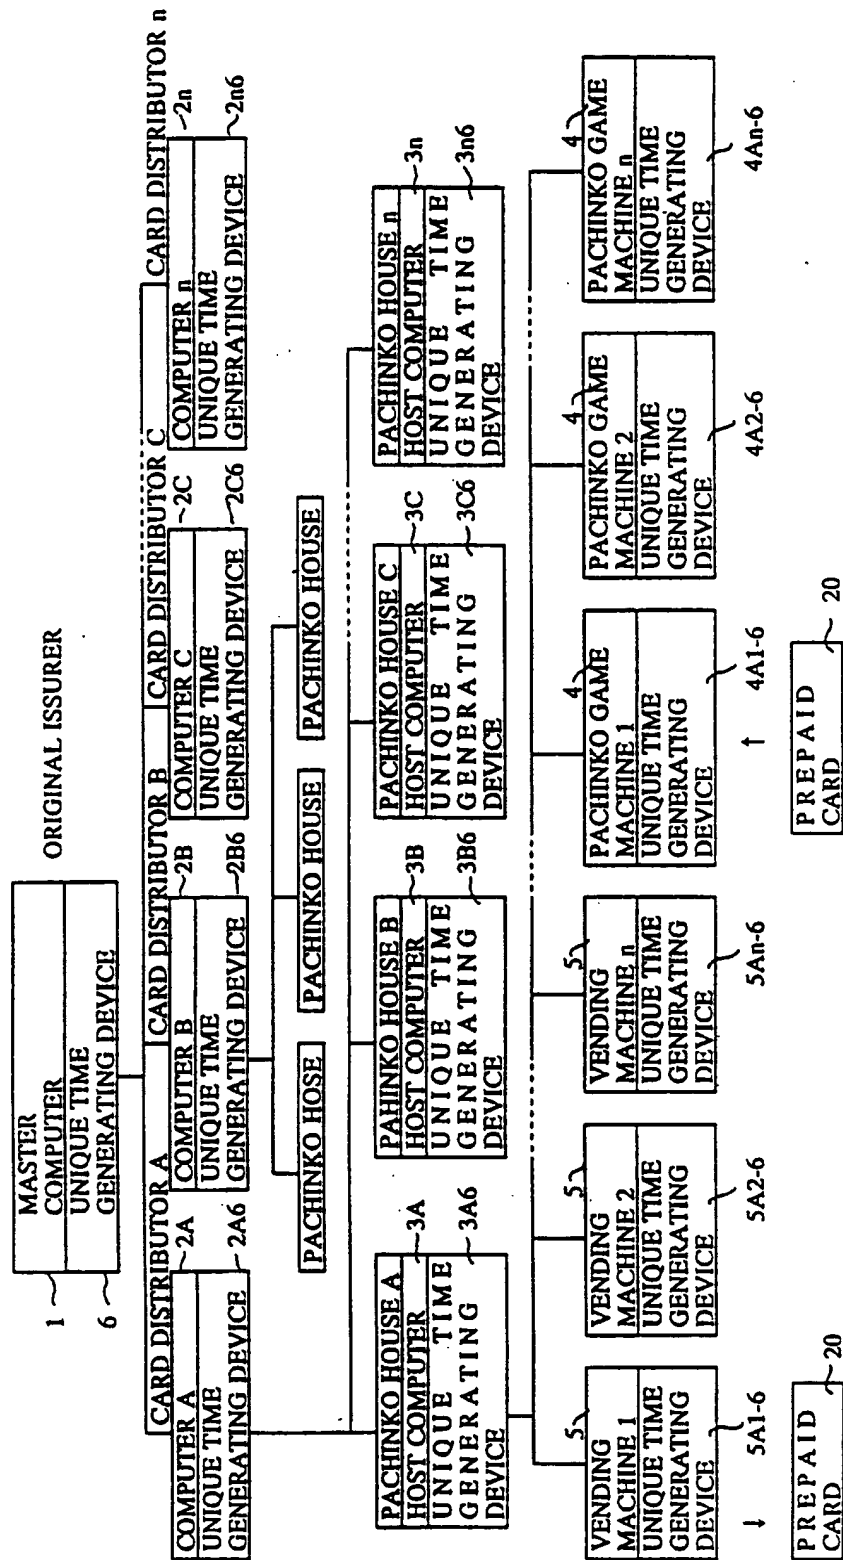 ORIGINAL ISSURER
MASTER
COMPUTER
UNIQUE TIME
GENERATING DEVICE
1
6
CARD DISTRIBUTOR A
CARD DISTRIBUTOR B
CARD DISTRIBUTOR C
CARD DISTRIBUTOR n
COMPUTER A
UNIQUE TIME
GENERATING DEVICE
2A
2A6
COMPUTER B
UNIQUE TIME
GENERATING DEVICE
2B
2B6
COMPUTER C
UNIQUE TIME
GENERATING DEVICE
2C
2C6
COMPUTER n
UNIQUE TIME
GENERATING DEVICE
2n
2n6
PACHINKO HOSE
PACHINKO HOUSE
PACHINKO HOUSE
PACHINKO HOUSE A
HOST COMPUTER
UNIQUE TIME
GENERATING
DEVICE
3A
3A6
PAHINKO HOUSE B
HOST COMPUTER
UNIQUE TIME
GENERATING
DEVICE
3B
3B6
PACHINKO HOUSE C
HOST COMPUTER
UNIQUE TIME
GENERATING
DEVICE
3C
3C6
PACHINKO HOUSE n
HOST COMPUTER
UNIQUE TIME
GENERATING
DEVICE
3n
3n6
5
VENDING
MACHINE 1
UNIQUE TIME
GENERATING
DEVICE
5A1-6
5
VENDING
MACHINE 2
UNIQUE TIME
GENERATING
DEVICE
5A2-6
5
VENDING
MACHINE n
UNIQUE TIME
GENERATING
DEVICE
5An-6
4
PACHINKO GAME
MACHINE 1
UNIQUE TIME
GENERATING
DEVICE
4A1-6
4
PACHINKO GAME
MACHINE 2
UNIQUE TIME
GENERATING
DEVICE
4A2-6
4
PACHINKO GAME
MACHINE n
UNIQUE TIME
GENERATING
DEVICE
4An-6
↓
PREPAID
CARD
20
↑
PREPAID
CARD
20